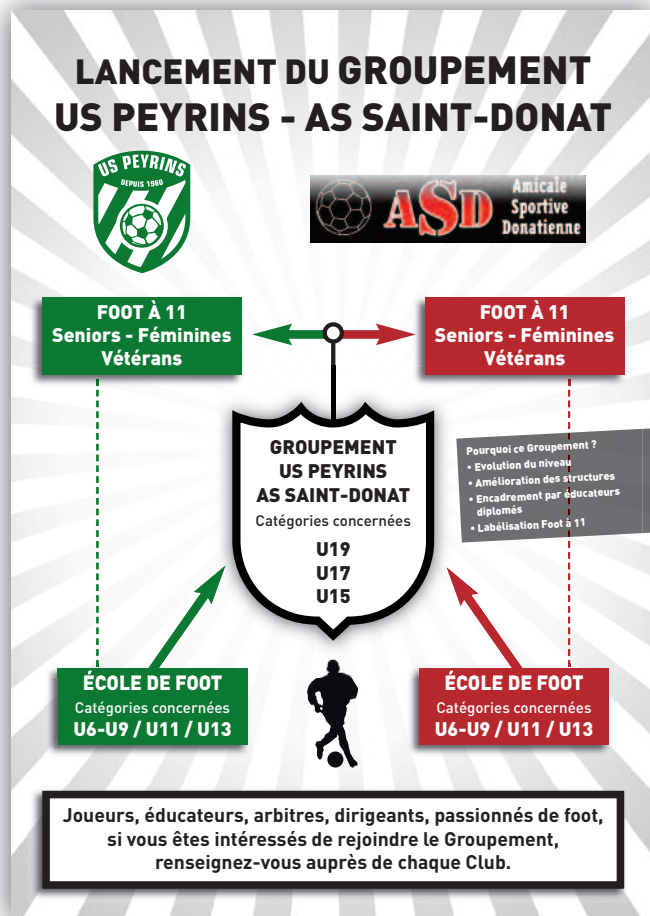 LANCEMENT DU GROUPEMENT
US PEYRINS - AS SAINT-DONAT
US PEYRINS
DEPUIS 1960
ASD
Amicale
Sportive
Donatienne
FOOT À 11
Seniors - Féminines
Vétérans
FOOT À 11
Seniors - Féminines
Vétérans
GROUPEMENT
US PEYRINS
AS SAINT-DONAT
Catégories concernées
U19
U17
U15
Pourquoi ce Groupement ?
• Evolution du niveau
• Amélioration des structures
• Encadrement par éducateurs
diplomés
• Labélisation Foot à 11
ÉCOLE DE FOOT
Catégories concernées
U6-U9 / U11 / U13
ÉCOLE DE FOOT
Catégories concernées
U6-U9 / U11 / U13
Joueurs, éducateurs, arbitres, dirigeants, passionnés de foot,
si vous êtes intéressés de rejoindre le Groupement,
renseignez-vous auprès de chaque Club.